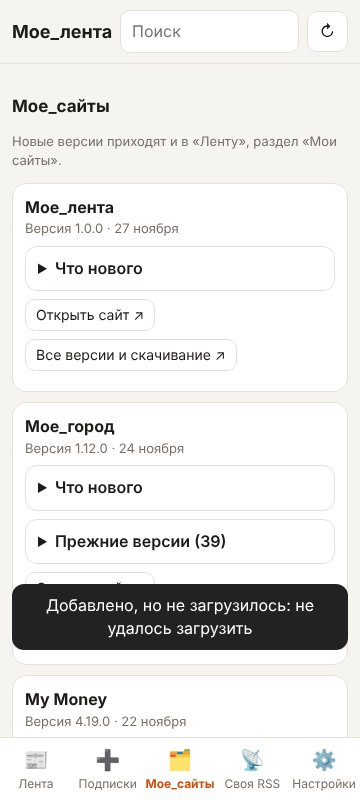 Мое_лента
Поиск
Мое_сайты
Новые версии приходят и в «Ленту», раздел «Мои
сайты».
Мое_лента
Версия 1.0.0 · 27 ноября
Что нового
Открыть сайт ↗
Все версии и скачивание ↗
Мое_город
Версия 1.12.0 · 24 ноября
Что нового
Прежние версии (39)
Добавлено, но не загрузилось: не
удалось загрузить
My Money
Версия 4.19.0 · 22 ноября
Лента
Подписки
Мое_сайты
Своя RSS
Настройки